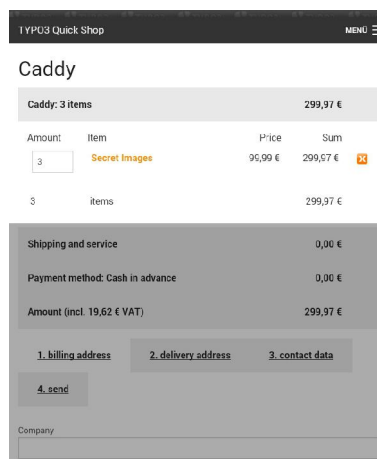 TYPO3 Quick Shop MENÜ
Caddy
Caddy: 3 items 299,97 €
Amount Item Price Sum
3 Secret Images 99,99 € 299,97 €
3 items 299,97 €
Shipping and service 0,00 €
Payment method: Cash in advance 0,00 €
Amount (incl. 19,62 € VAT) 299,97 €
1. billing address 2. delivery address 3. contact data
4. send
Company